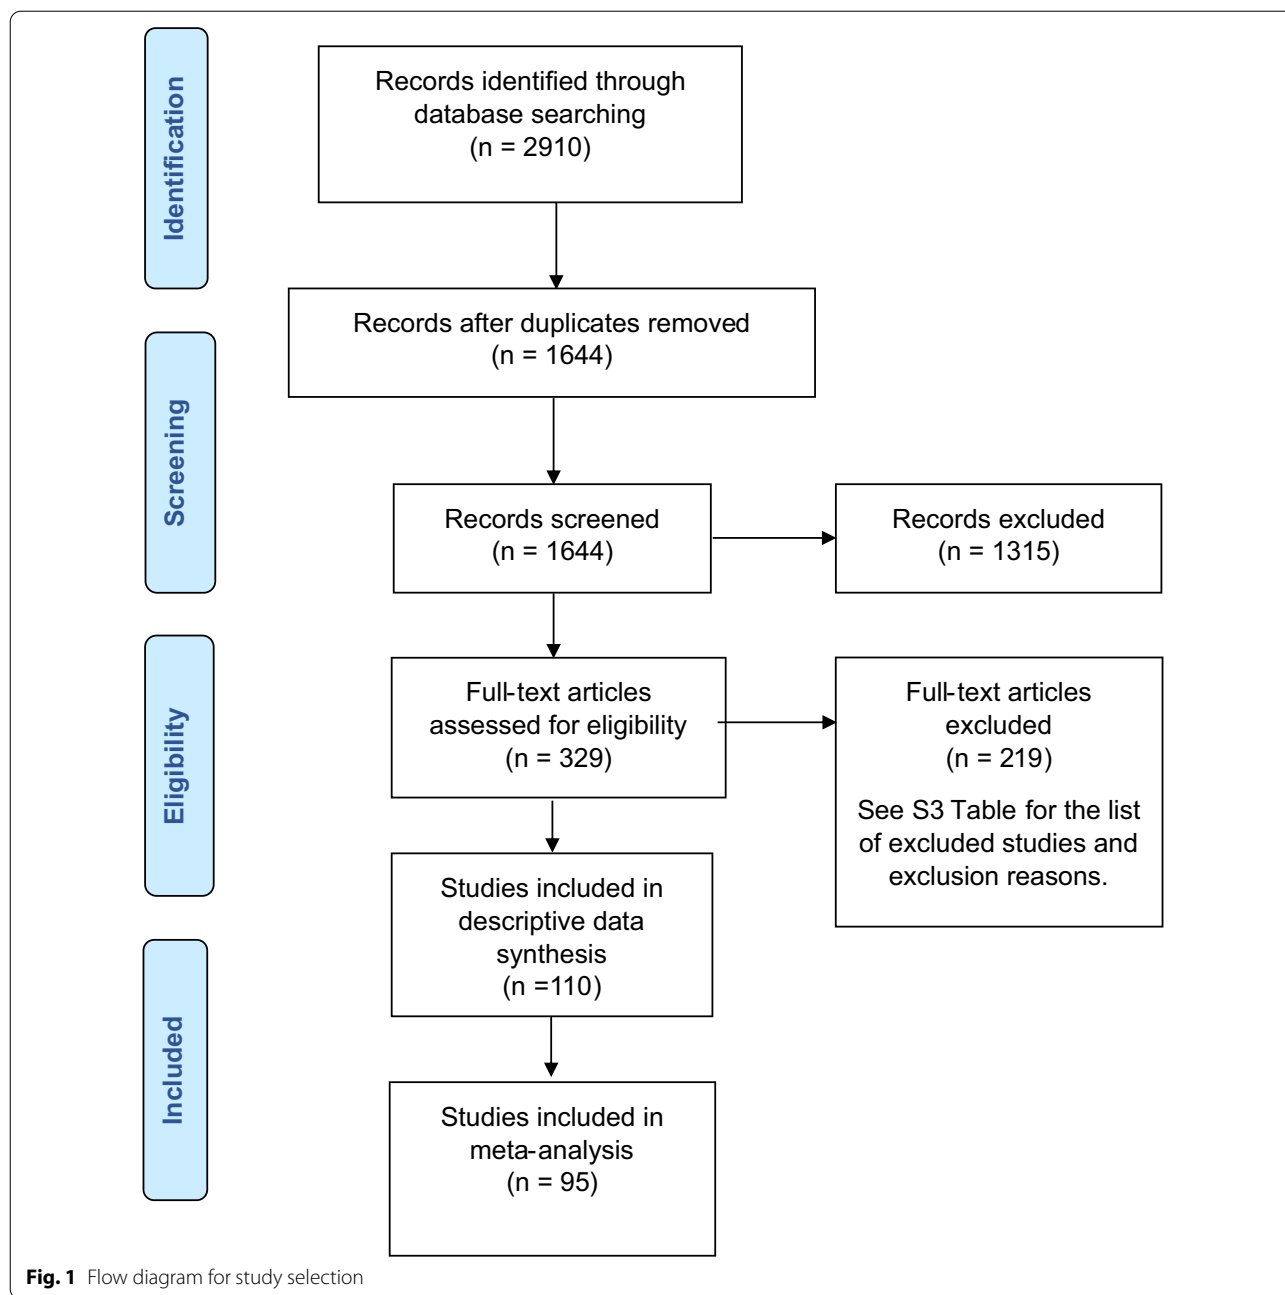 Identification
Records identified through
database searching
(n = 2910)
Records after duplicates removed
(n = 1644)
Screening
Records screened
(n = 1644)
Records excluded
(n = 1315)
Eligibility
Full-text articles
assessed for eligibility
(n = 329)
Full-text articles
excluded
(n = 219)
See S3 Table for the list
of excluded studies and
exclusion reasons.
Studies included in
descriptive data
synthesis
(n =110)
Included
Studies included in
meta-analysis
(n = 95)
Fig. 1 Flow diagram for study selection